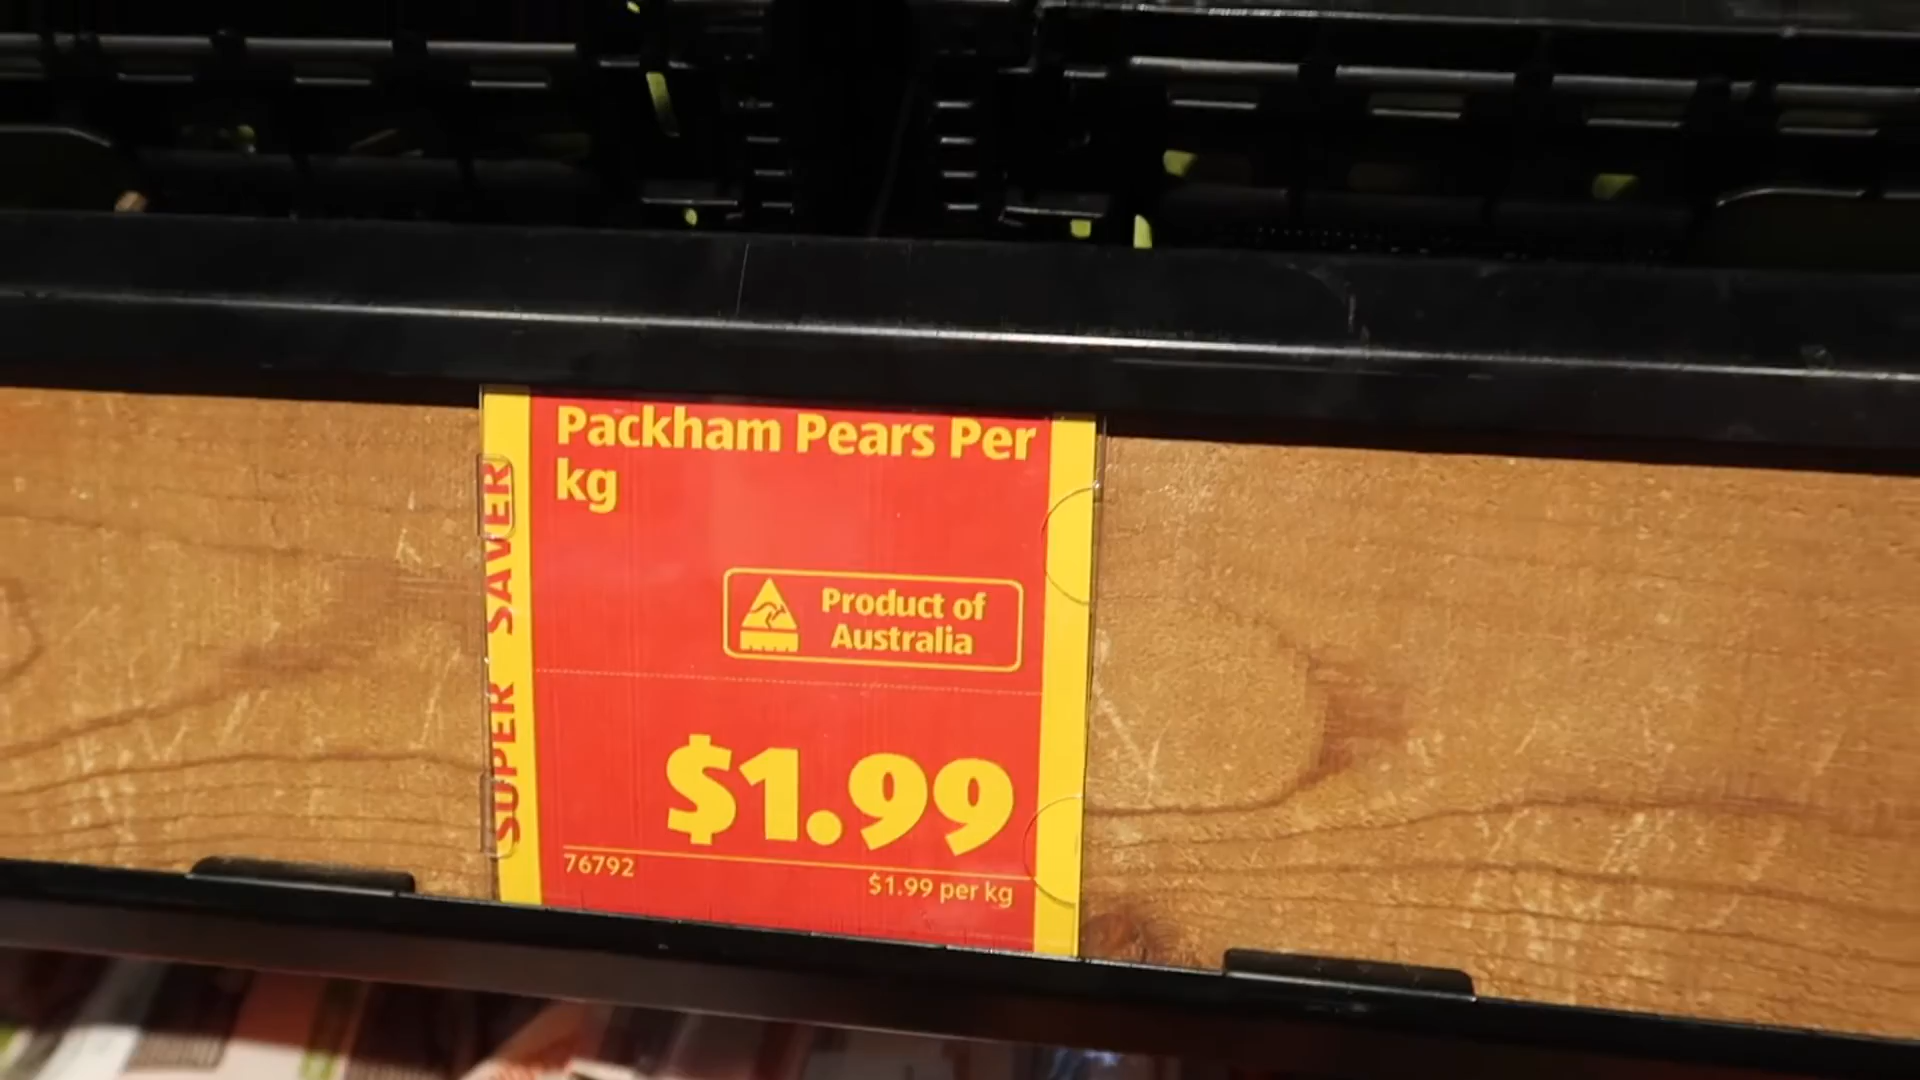 Packham Pears Per
kg
Product of
Australia
$1.99
76792
$1.99 per kg
SUPER SAVER